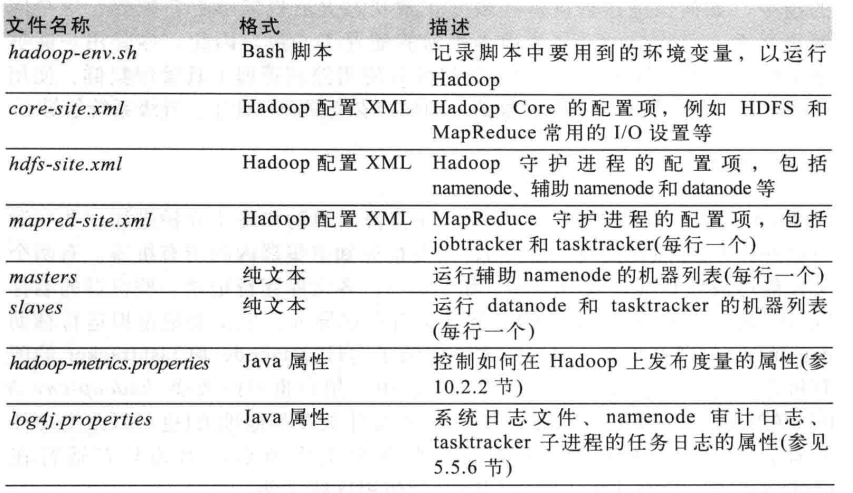 文件名称 格式 描述
hadoop-env.sh Bash 脚本 记录脚本中要用到的环境变量，以运行
Hadoop
core-site.xml Hadoop 配置 XML Hadoop Core 的配置项，例如 HDFS 和
MapReduce 常用的 I/O 设置等
hdfs-site.xml Hadoop 配置 XML Hadoop 守护进程的配置项，包括
namenode、辅助 namenode 和 datanode 等
mapred-site.xml Hadoop 配置 XML MapReduce 守护进程的配置项，包括
jobtracker 和 tasktracker(每行一个)
masters 纯文本 运行辅助 namenode 的机器列表(每行一个)
slaves 纯文本 运行 datanode 和 tasktracker 的机器列表
(每行一个)
hadoop-metrics.properties Java 属性 控制如何在 Hadoop 上发布度量的属性(参
10.2.2 节)
log4j.properties Java 属性 系统日志文件、namenode 审计日志、
tasktracker 子进程的任务日志的属性(参见
5.5.6 节)